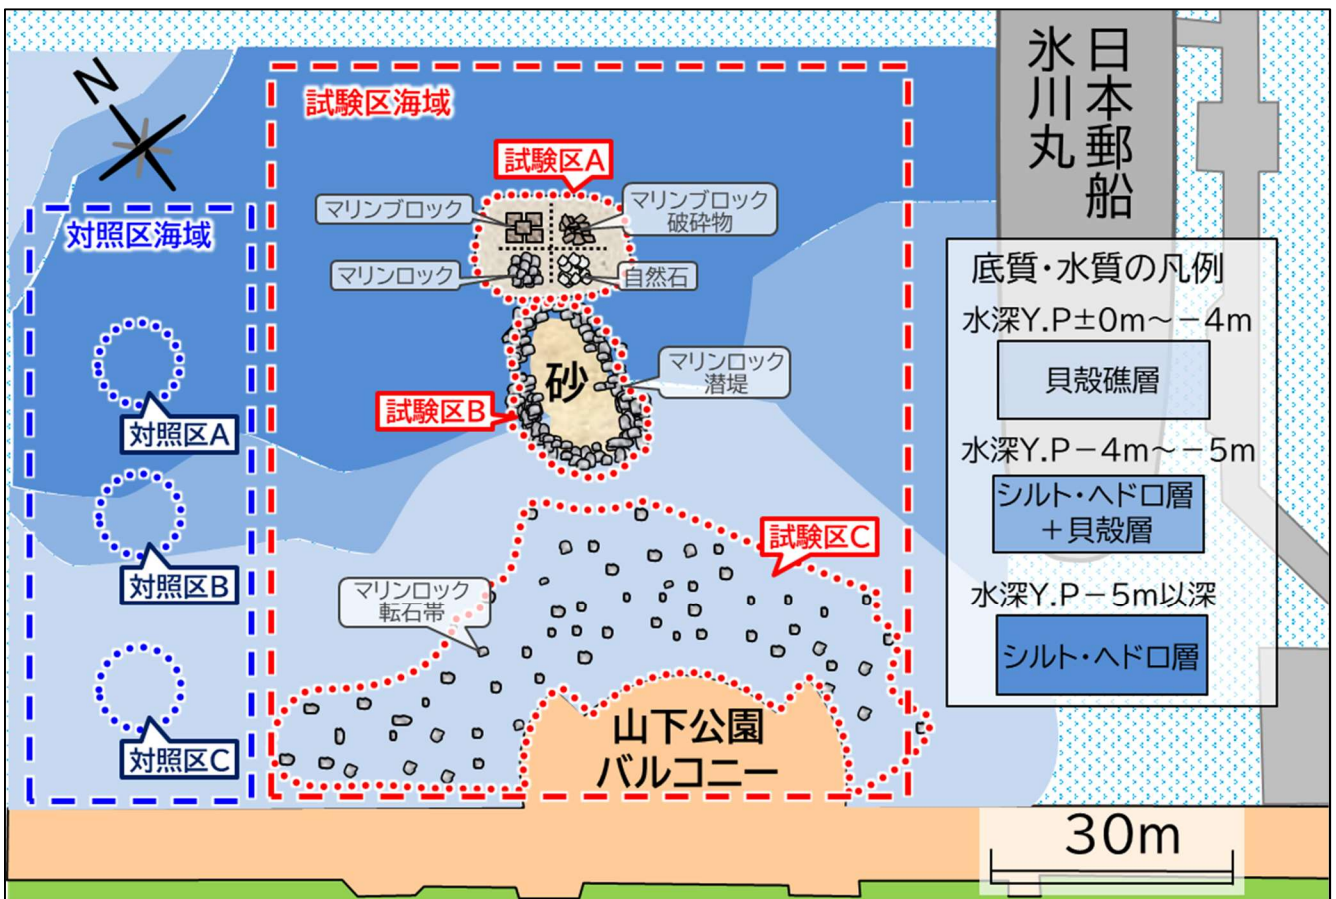 N
試験区海域
対照区海域
試験区A
マリンブロック
マリンブロック
破砕物
マリンロック
自然石
砂
マリンロック
潜堤
試験区B
対照区A
対照区B
対照区C
試験区C
マリンロック
転石帯
山下公園
バルコニー
日本郵船
氷川丸
底質・水質の凡例
水深Y.P±0m～－4m
貝殻礁層
水深Y.P－4m～－5m
シルト・ヘドロ層
＋貝殻層
水深Y.P－5m以深
シルト・ヘドロ層
30m